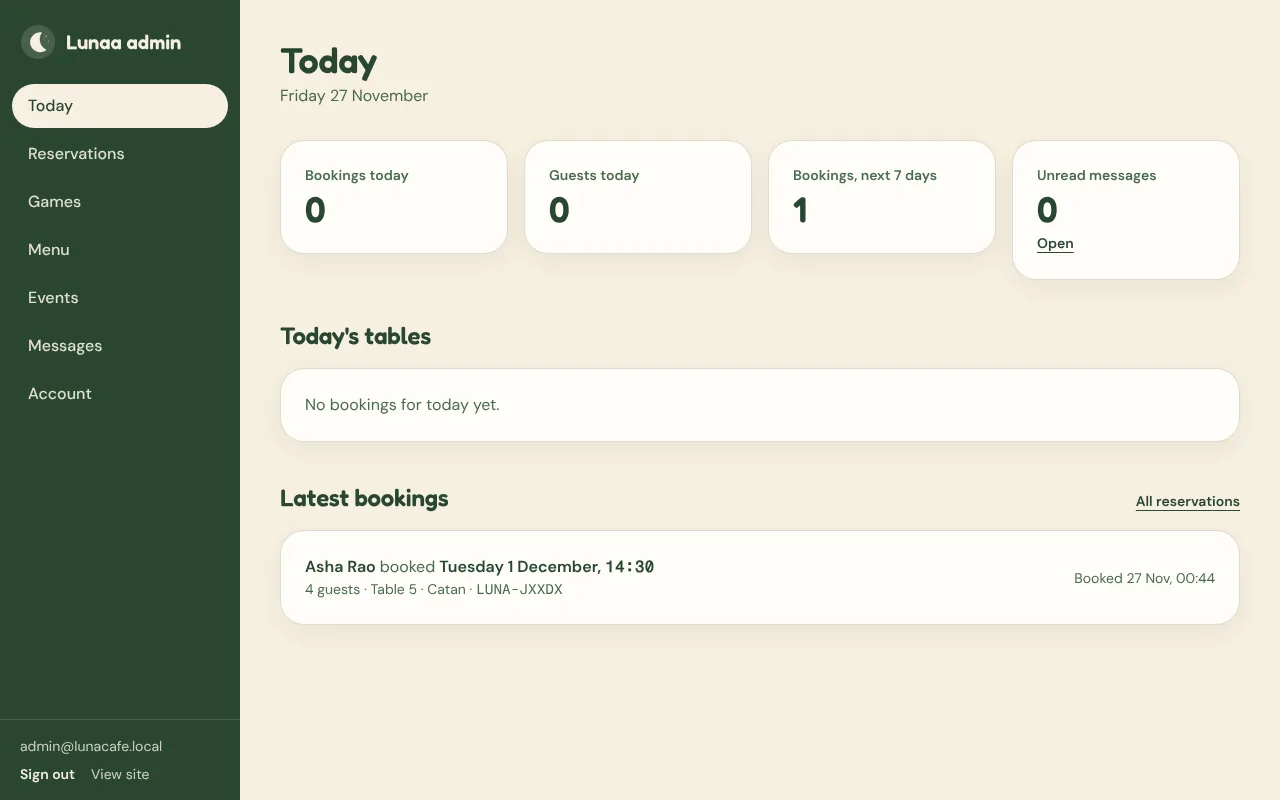 Lunaa admin
Today
Reservations
Games
Menu
Events
Messages
Account
admin@lunacafe.local
Sign out View site
Today
Friday 27 November
Bookings today
0
Guests today
0
Bookings, next 7 days
1
Unread messages
0
Open
Today's tables
No bookings for today yet.
Latest bookings
All reservations
Asha Rao booked Tuesday 1 December, 14:30
4 guests · Table 5 · Catan · LUNA-JXXDX
Booked 27 Nov, 00:44